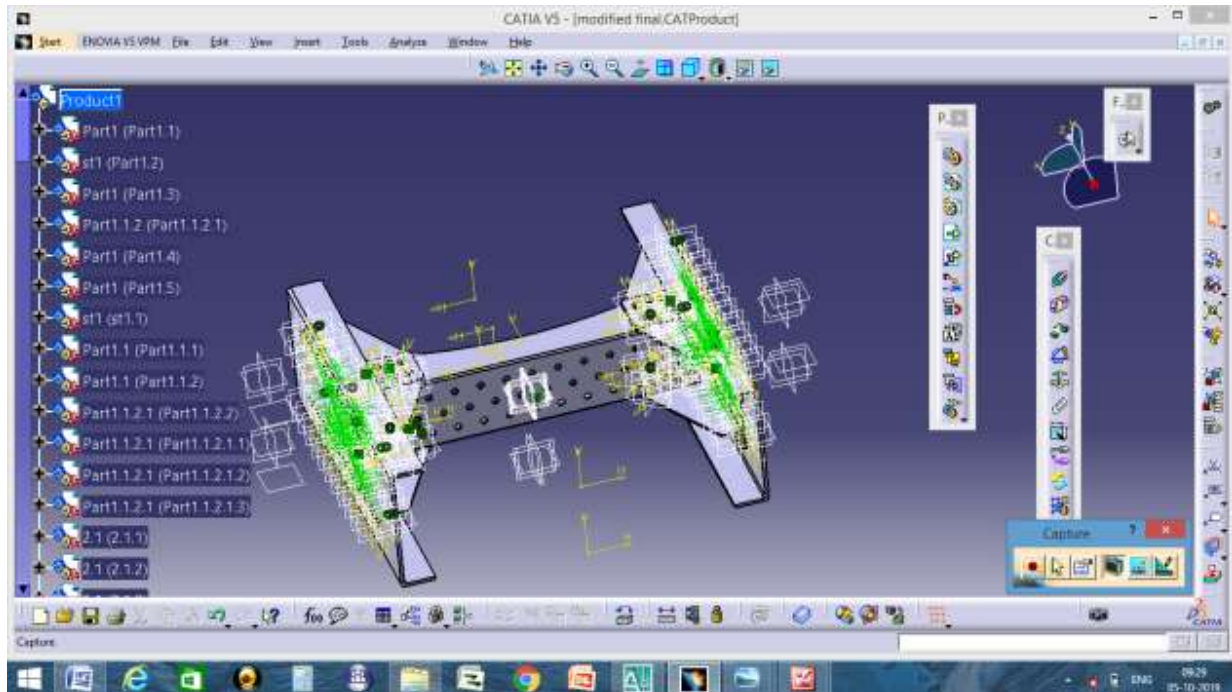 CATIA V5 - [modified final.CATProduct]
Start ENOVIA V5 VPM File Edit View Insert Tools Analyze Window Help
Product1
Part1 (Part1.1)
st1 (Part1.2)
Part1 (Part1.3)
Part1.1.2 (Part1.1.2.1)
Part1 (Part1.4)
Part1 (Part1.5)
st1 (st1.1)
Part1.1 (Part1.1.1)
Part1.1 (Part1.1.2)
Part1.1.2.1 (Part1.1.2.2)
Part1.1.2.1 (Part1.1.2.1.1)
Part1.1.2.1 (Part1.1.2.1.2)
Part1.1.2.1 (Part1.1.2.1.3)
2.1 (2.1.1)
2.1 (2.1.2)
P...
F...
C...
Capture ?
CATIA
Capture.
ENG
09:29
05-10-2019